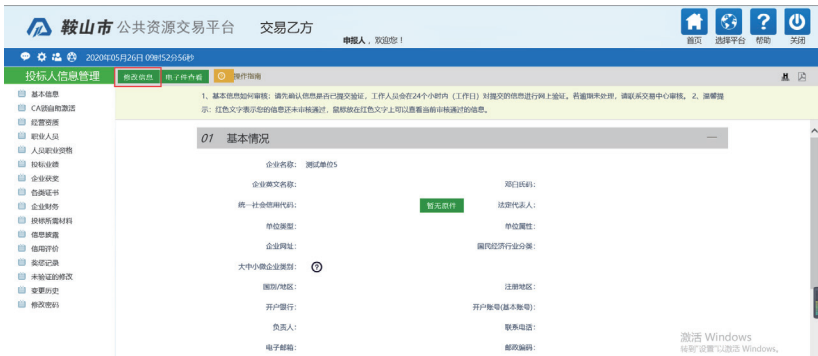 鞍山市 公共资源交易平台 交易乙方
申报人，欢迎您！
首页 选择平台 帮助 关闭
2020年05月26日 09时52分56秒
投标人信息管理
修改信息 电子件查看 操作指南
基本信息
CA锁自助激活
经营资质
职业人员
人员职业资格
投标业绩
企业获奖
各类证书
企业财务
投标所需材料
信息披露
信用评价
奖惩记录
未验证的修改
变更历史
修改密码
1、基本信息如何审核：请先确认信息是否已提交验证，工作人员会在24个小时内（工作日）对提交的信息进行网上验证。若逾期未处理，请联系交易中心审核。 2、温馨提
示：红色文字表示您的信息还未审核通过，鼠标放在红色文字上可以查看当前审核通过的信息。
01 基本情况
企业名称： 测试单位5
企业英文名称： 邓白氏码：
统一社会信用代码： 暂无原件 法定代表人：
单位类型： 单位属性：
企业网址： 国民经济行业分类：
大中小微企业类别：
国别/地区： 注册地区：
开户银行： 开户账号(基本账号)：
负责人： 联系电话：
电子邮箱： 邮政编码：
激活 Windows
转到"设置"以激活 Windows。